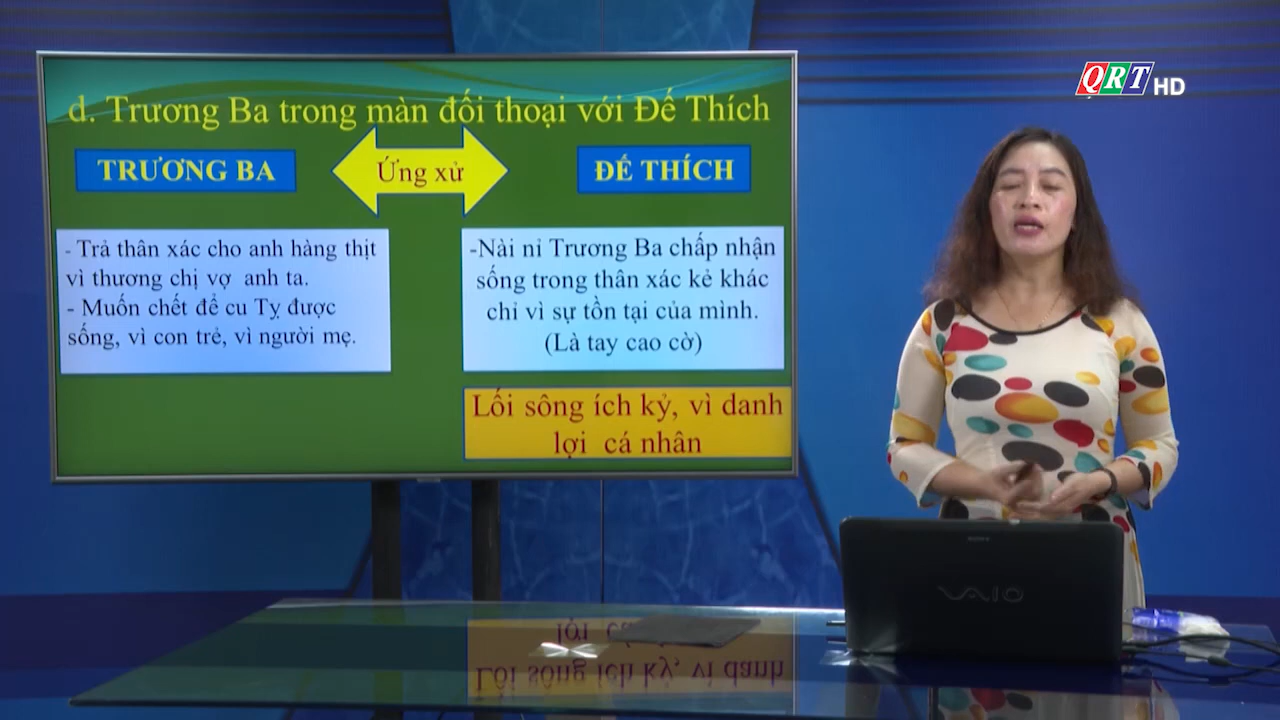 QRT HD
d. Trương Ba trong màn đối thoại với Đế Thích
TRƯƠNG BA
Ứng xử
ĐẾ THÍCH
- Trả thân xác cho anh hàng thịt
vì thương chị vợ anh ta.
- Muốn chết để cu Tỵ được
sống, vì con trẻ, vì người mẹ.
-Nài nỉ Trương Ba chấp nhận
sống trong thân xác kẻ khác
chỉ vì sự tồn tại của mình.
(Là tay cao cờ)
Lối sông ích kỷ, vì danh
lợi cá nhân
SONY
VAIO